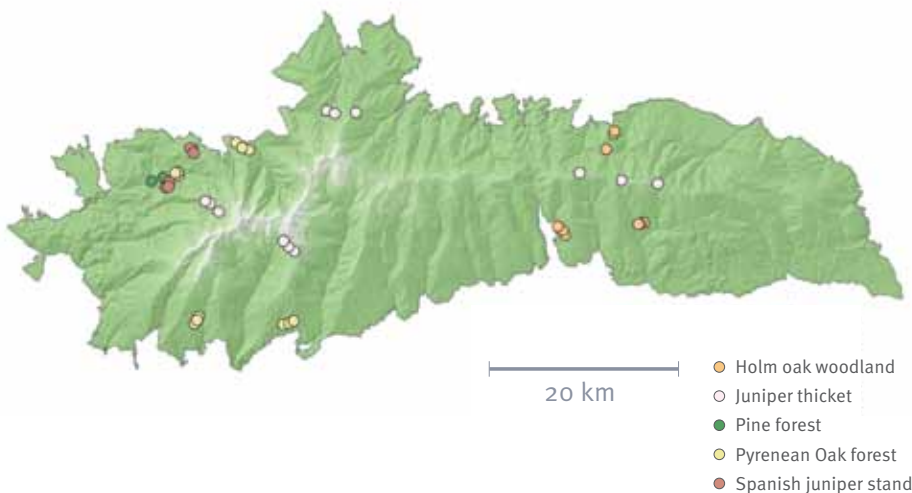 20 km
Holm oak woodland
Juniper thicket
Pine forest
Pyrenean Oak forest
Spanish juniper stand